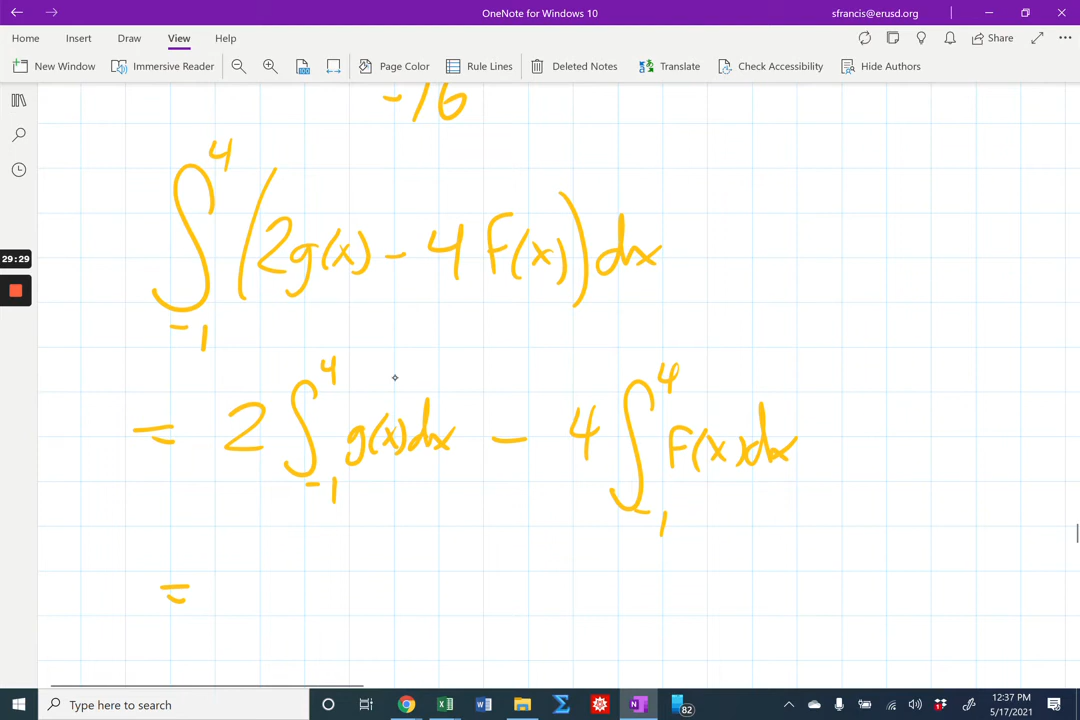 OneNote for Windows 10
sfrancis@erusd.org
Home Insert Draw View Help
Share
New Window Immersive Reader Page Color Rule Lines Deleted Notes Translate Check Accessibility Hide Authors
-16
∫_{-1}^{4} (2g(x) - 4 F(x)) dx
29:29
= 2 ∫_{-1}^{4} g(x)dx - 4 ∫_{-1}^{4} F(x)dx
=
Type here to search
82
12:37 PM
5/17/2021